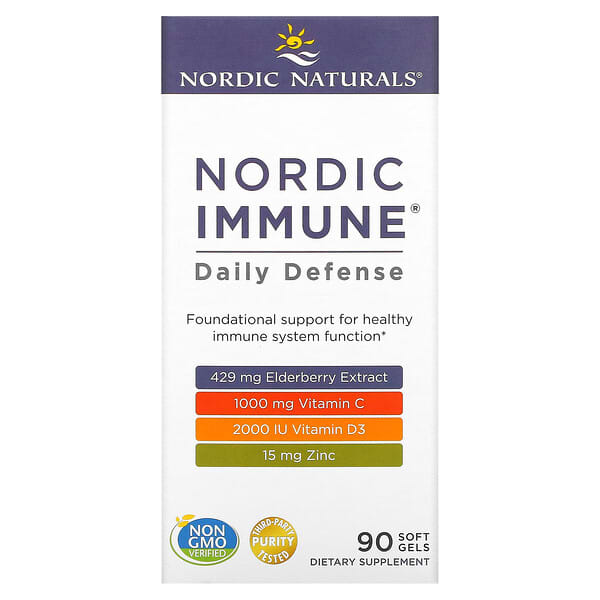 NORDIC NATURALS®
NORDIC
IMMUNE®
Daily Defense
Foundational support for healthy
immune system function*
429 mg Elderberry Extract
1000 mg Vitamin C
2000 IU Vitamin D3
15 mg Zinc
NON
GMO
VERIFIED
THIRD-PARTY
PURITY
TESTED
90 SOFT
GELS
DIETARY SUPPLEMENT